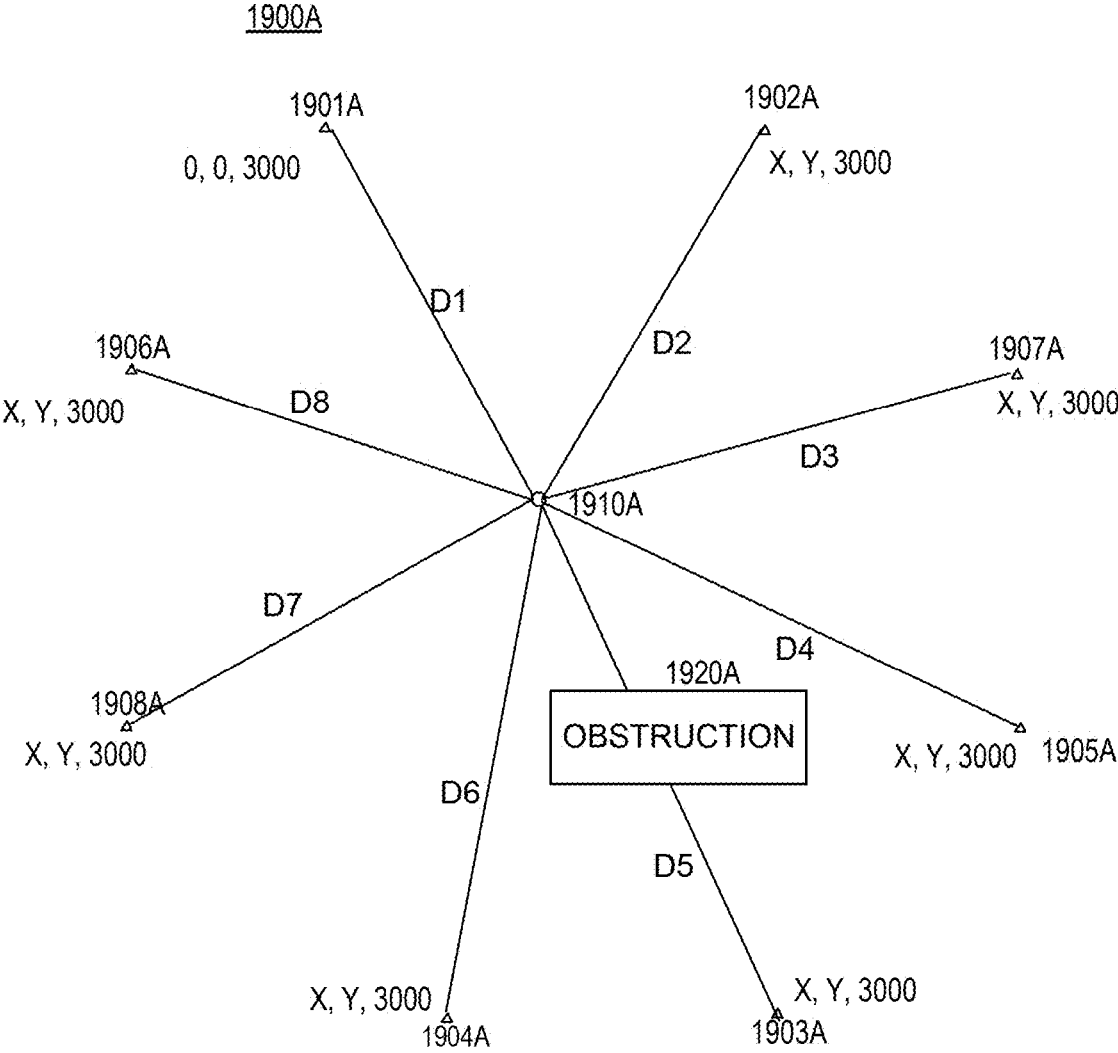 1900A
1901A
1902A
0, 0, 3000
X, Y, 3000
D1
D2
1906A
1907A
D8
X, Y, 3000
X, Y, 3000
D3
1910A
D7
D4
1920A
1908A
OBSTRUCTION
X, Y, 3000
X, Y, 3000
1905A
D6
D5
X, Y, 3000
X, Y, 3000
1904A
1903A